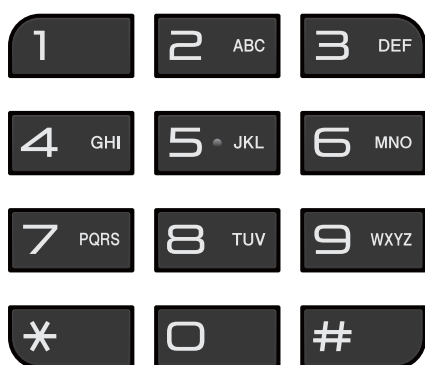 1 2 ABC 3 DEF
4 GHI 5 JKL 6 MNO
7 PQRS 8 TUV 9 WXYZ
* 0 #